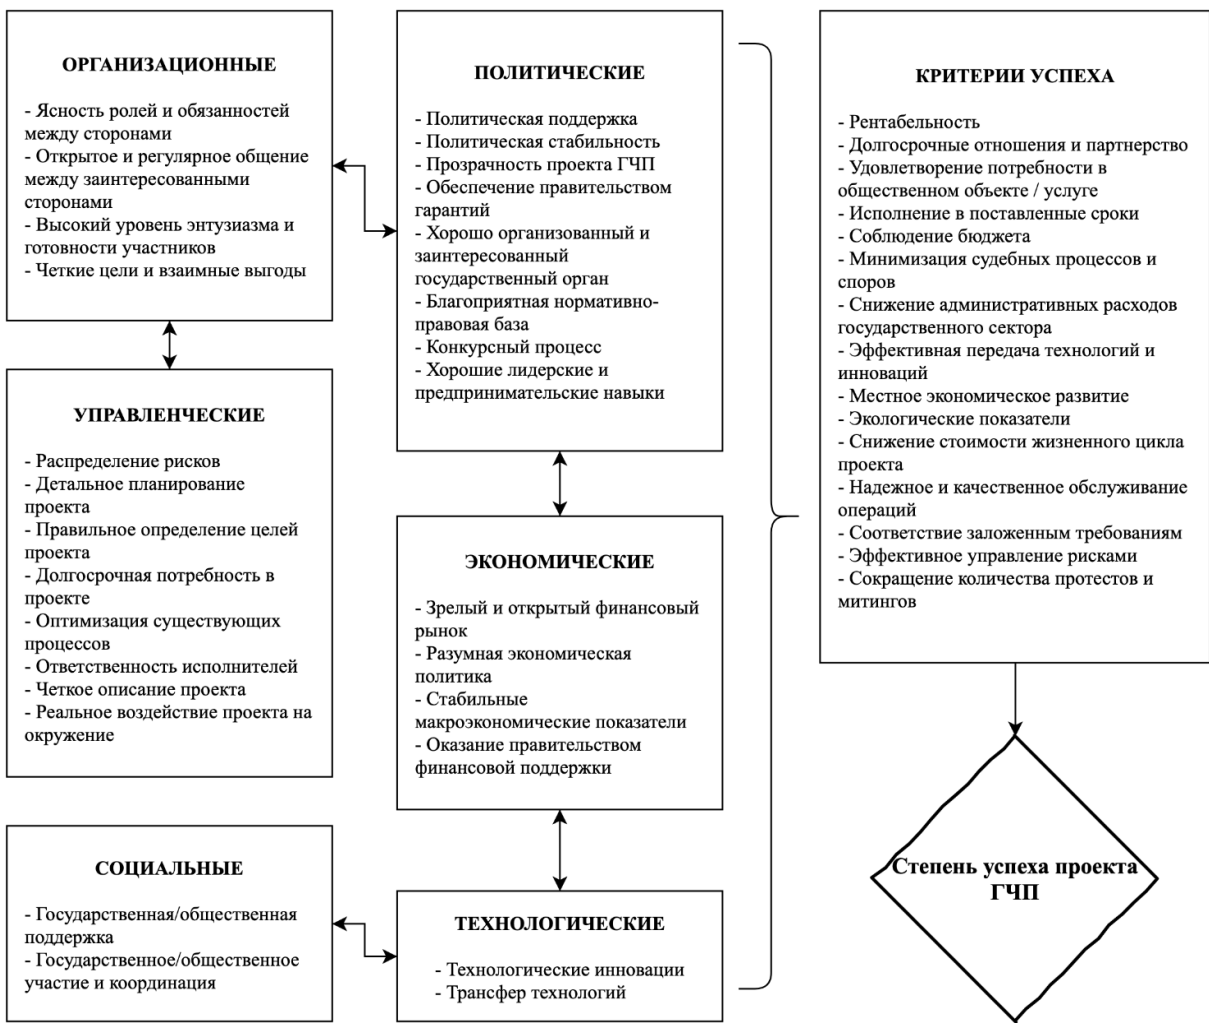 ОРГАНИЗАЦИОННЫЕ
- Ясность ролей и обязанностей
между сторонами
- Открытое и регулярное общение
между заинтересованными
сторонами
- Высокий уровень энтузиазма и
готовности участников
- Четкие цели и взаимные выгоды
УПРАВЛЕНЧЕСКИЕ
- Распределение рисков
- Детальное планирование
проекта
- Правильное определение целей
проекта
- Долгосрочная потребность в
проекте
- Оптимизация существующих
процессов
- Ответственность исполнителей
- Четкое описание проекта
- Реальное воздействие проекта на
окружение
СОЦИАЛЬНЫЕ
- Государственная/общественная
поддержка
- Государственное/общественное
участие и координация
ПОЛИТИЧЕСКИЕ
- Политическая поддержка
- Политическая стабильность
- Прозрачность проекта ГЧП
- Обеспечение правительством
гарантий
- Хорошо организованный и
заинтересованный
государственный орган
- Благоприятная нормативно-
правовая база
- Конкурсный процесс
- Хорошие лидерские и
предпринимательские навыки
ЭКОНОМИЧЕСКИЕ
- Зрелый и открытый финансовый
рынок
- Разумная экономическая
политика
- Стабильные
макроэкономические показатели
- Оказание правительством
финансовой поддержки
ТЕХНОЛОГИЧЕСКИЕ
- Технологические инновации
- Трансфер технологий
КРИТЕРИИ УСПЕХА
- Рентабельность
- Долгосрочные отношения и партнерство
- Удовлетворение потребности в
общественном объекте / услуге
- Исполнение в поставленные сроки
- Соблюдение бюджета
- Минимизация судебных процессов и
споров
- Снижение административных расходов
государственного сектора
- Эффективная передача технологий и
инноваций
- Местное экономическое развитие
- Экологические показатели
- Снижение стоимости жизненного цикла
проекта
- Надежное и качественное обслуживание
операций
- Соответствие заложенным требованиям
- Эффективное управление рисками
- Сокращение количества протестов и
митингов
Степень успеха проекта
ГЧП